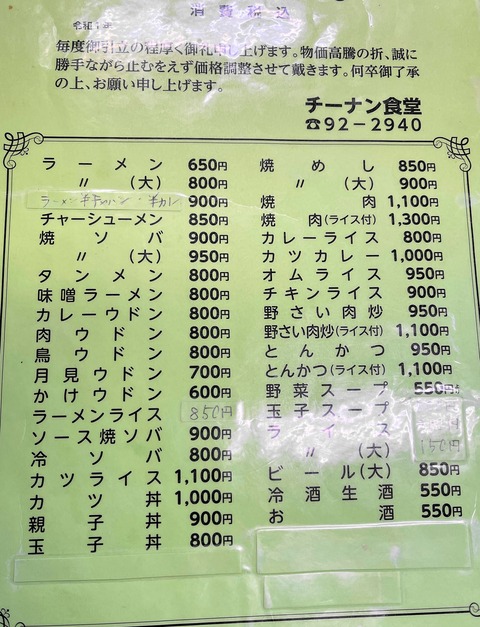 消費税込
毎度御引立の程厚く御礼申し上げます。物価高騰の折、誠に
勝手ながら止むをえず価格調整させて戴きます。何卒御了承
の上、お願い申し上げます。
チーナン食堂
☎92-2940
ラーメン 650円
〃 (大) 800円
900円
チャーシューメン 850円
焼ソバ 900円
〃 (大) 950円
タンメン 800円
味噌ラーメン 800円
カレーウドン 800円
肉ウドン 800円
鳥ウドン 800円
月見ウドン 700円
かけウドン 600円
ラーメンライス 850円
ソース焼ソバ 900円
冷ソバ 800円
カツライス 1,100円
カツ丼 1,000円
親子丼 900円
玉子丼 800円
焼めし 850円
〃 (大) 900円
焼肉 1,100円
焼肉(ライス付) 1,300円
カレーライス 800円
カツカレー 1,000円
オムライス 950円
チキンライス 900円
野さい肉炒 950円
野さい肉炒(ライス付) 1,100円
とんかつ 950円
とんかつ(ライス付) 1,100円
野菜スープ 550円
玉子スープ
ライス
〃 (大)
ビール(大) 850円
冷酒生酒 550円
お酒 550円